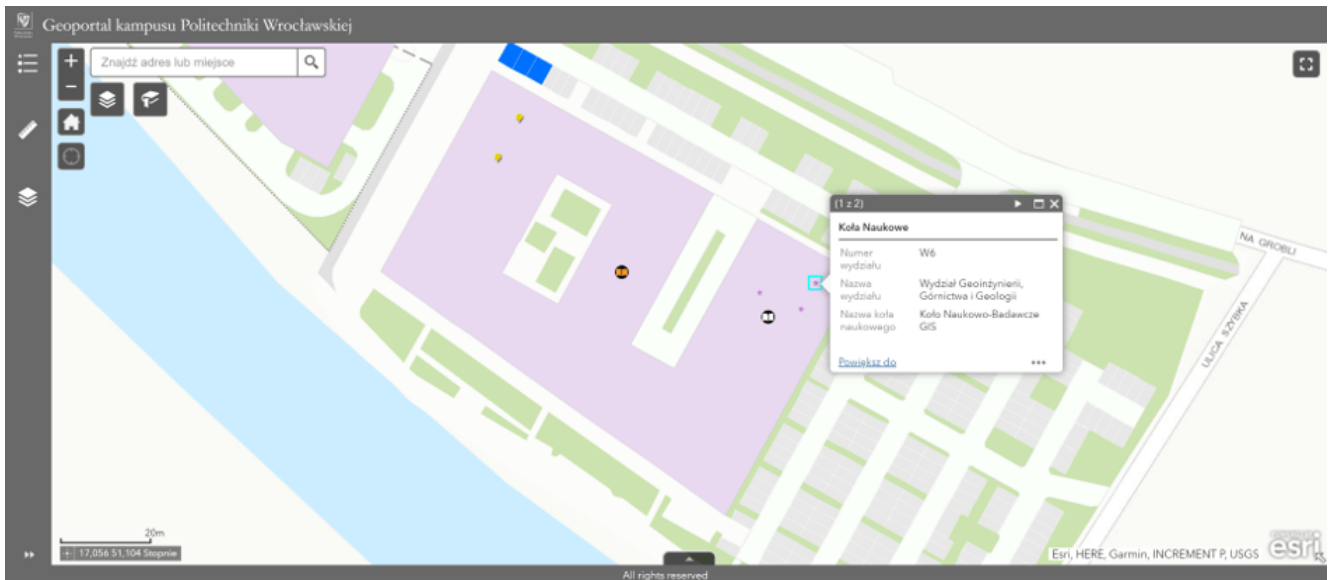 Geoportal kampusu Politechniki Wrocławskiej
+
Znajdź adres lub miejsce
−
(1 z 2)
Koła Naukowe
Numer wydziału W6
Nazwa wydziału Wydział Geoinżynierii, Górnictwa i Geologii
Nazwa koła naukowego Koło Naukowo-Badawcze GIS
Powiększ do
NA GROBLI
ULICA SZYBKA
20m
17,056 51,104 Stopnie
Esri, HERE, Garmin, INCREMENT P, USGS
esri
All rights reserved